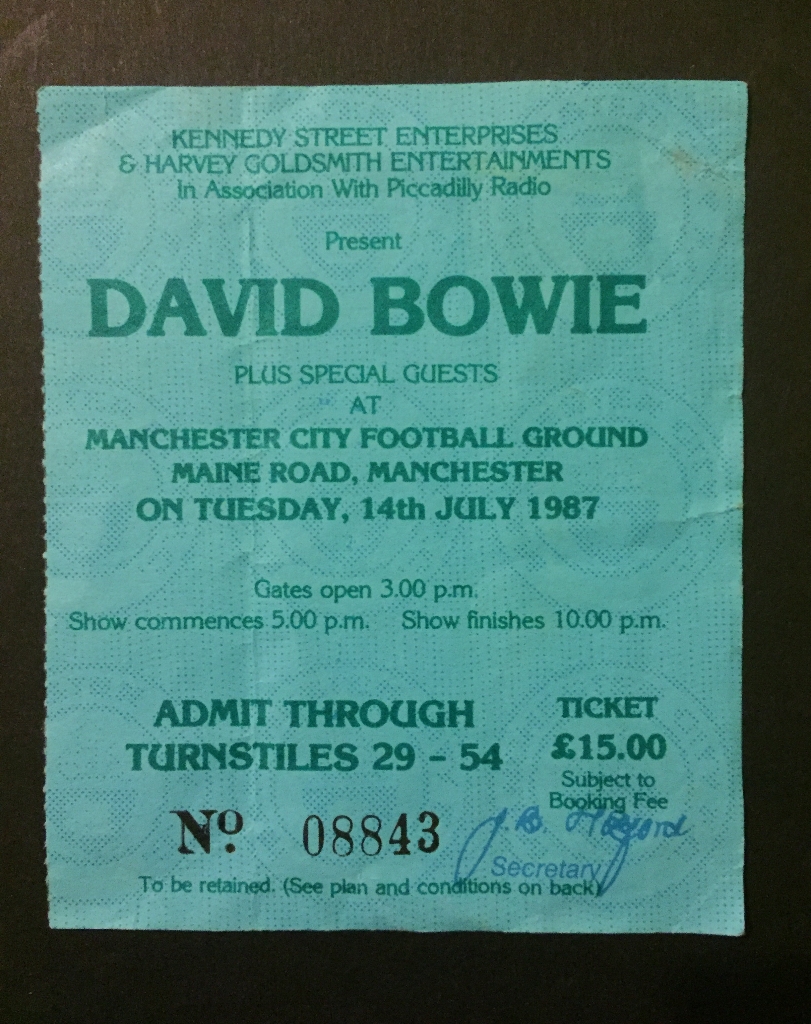 KENNEDY STREET ENTERPRISES
& HARVEY GOLDSMITH ENTERTAINMENTS
In Association With Piccadilly Radio
Present
DAVID BOWIE
PLUS SPECIAL GUESTS
AT
MANCHESTER CITY FOOTBALL GROUND
MAINE ROAD, MANCHESTER
ON TUESDAY, 14th JULY 1987
Gates open 3.00 p.m.
Show commences 5.00 p.m. Show finishes 10.00 p.m.
ADMIT THROUGH
TURNSTILES 29 - 54
TICKET
£15.00
Subject to
Booking Fee
Nº. 08843
J. B.
Secretary
To be retained. (See plan and conditions on back)